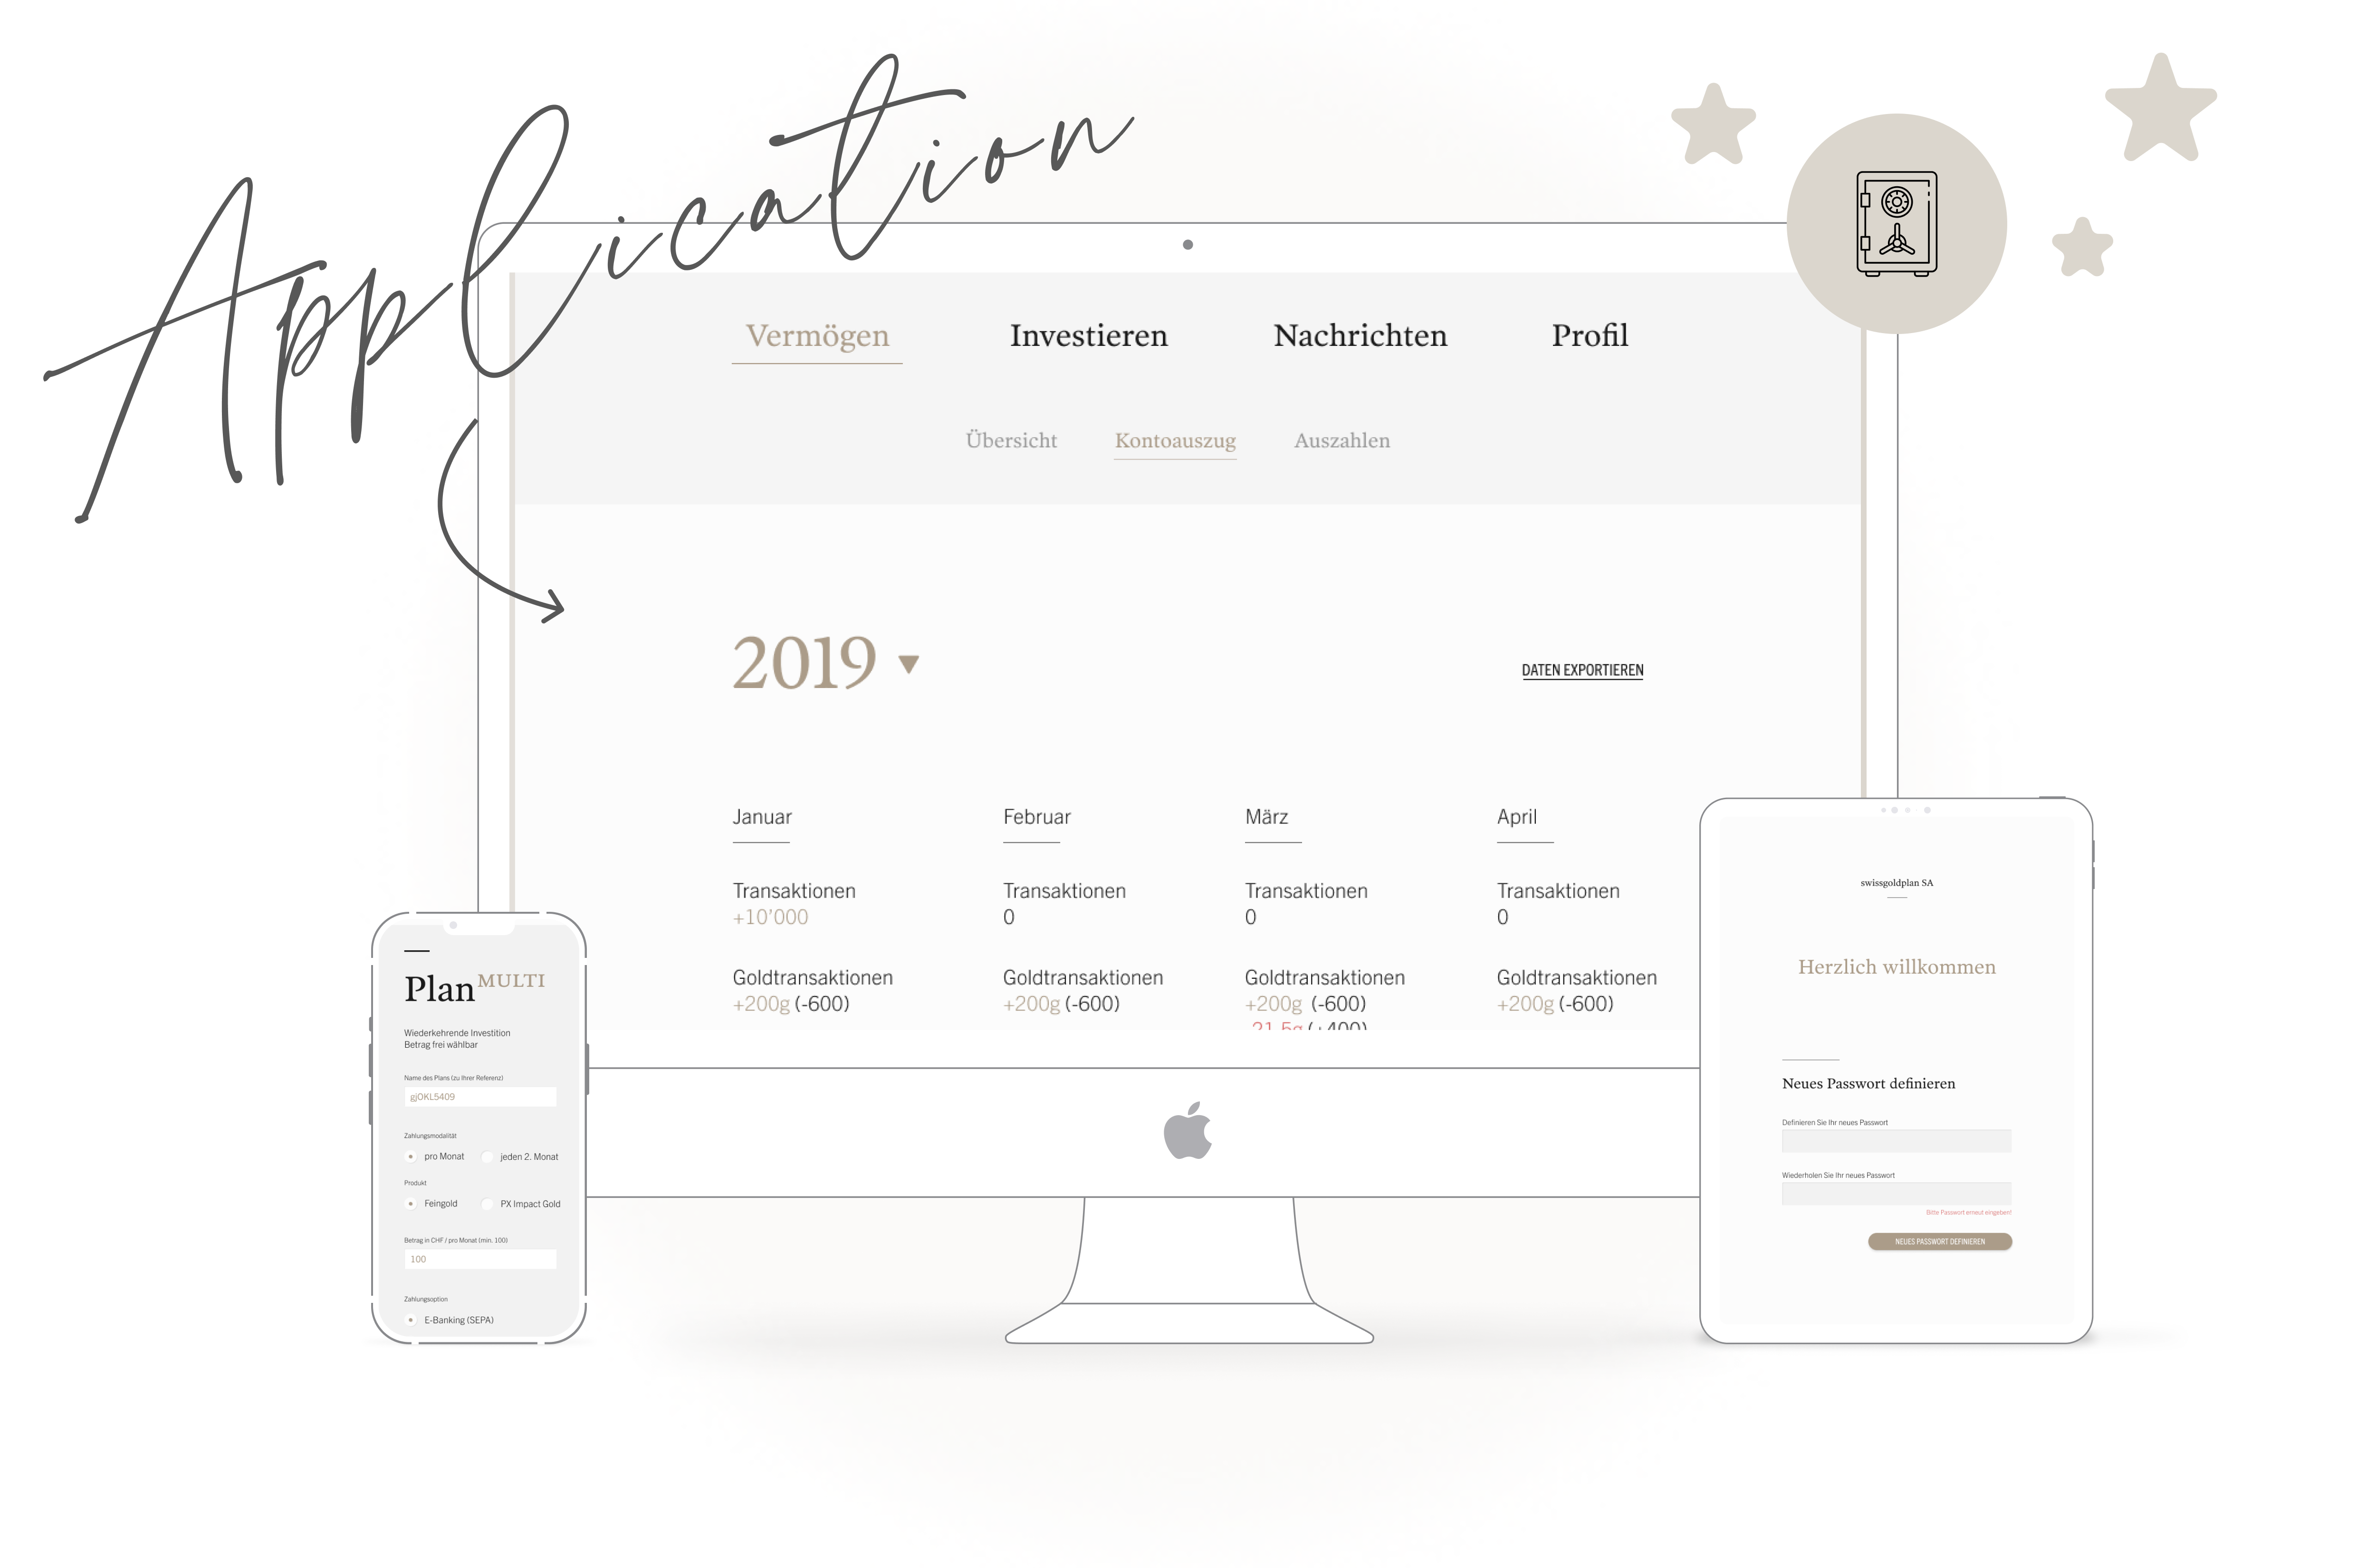 Application
Vermögen Investieren Nachrichten Profil
Übersicht Kontoauszug Auszahlen
2019
DATEN EXPORTIEREN
Januar Februar März April
Transaktionen Transaktionen Transaktionen Transaktionen
+10'000 0 0 0
Goldtransaktionen Goldtransaktionen Goldtransaktionen Goldtransaktionen
+200g (-600) +200g (-600) +200g (-600) +200g (-600)
-21.5g (+400)
Plan MULTI
Wiederkehrende Investition
Betrag frei wählbar
Name des Plans (zu Ihrer Referenz)
gjOKL5409
Zahlungsmodalität
pro Monat jeden 2. Monat
Produkt
Feingold PX Impact Gold
Betrag in CHF / pro Monat (min. 100)
100
Zahlungsoption
E-Banking (SEPA)
swissgoldplan SA
Herzlich willkommen
Neues Passwort definieren
Definieren Sie Ihr neues Passwort
Wiederholen Sie Ihr neues Passwort
Bitte Passwort erneut eingeben!
NEUES PASSWORT DEFINIEREN